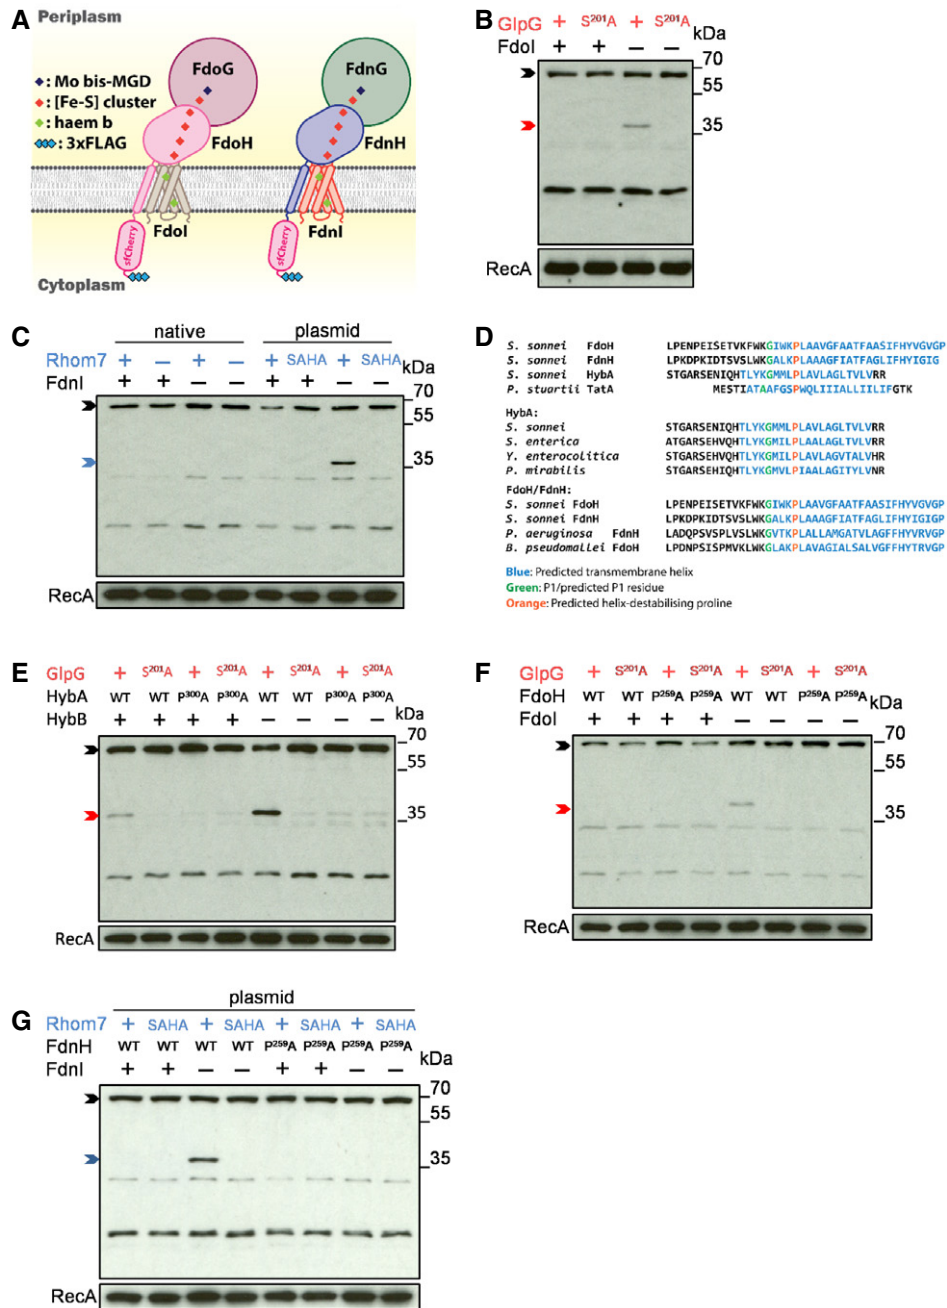 A
Periplasm
FdoG
FdnG
: Mo bis-MGD
: [Fe-S] cluster
: haem b
: 3xFLAG
FdoH
FdnH
FdoI
FdnI
sfCherry
sfCherry
Cytoplasm
B
GlpG + S²⁰¹A + S²⁰¹A
FdoI + + – –
kDa
70
55
35
RecA
C
native plasmid
Rhom7 + – + – + SAHA + SAHA
FdnI + + – – + + – –
kDa
70
55
35
RecA
D
S. sonnei FdoH LPENPEISETVKFWKGIWKPLAAVGFAATFAASIFHYVGVGP
S. sonnei FdnH LPKDPKIDTSVSLWKGALKPLAAAGFIATFAGLIFHYIGIG
S. sonnei HybA STGARSENIQHTLYKGMMLPLAVLAGLTVLVRR
P. stuartii TatA MESTIATAAFGSPWQLIIIALLIILIFGTK
HybA:
S. sonnei STGARSENIQHTLYKGMMLPLAVLAGLTVLVRR
S. enterica ATGARSEHVQHTLYKGMILPLAVLAGLTVLVRR
Y. enterocolitica STGARSEHVQHTLYKGMILPLAVLAGVTALVHR
P. mirabilis STGARSEHIQHTLYKGMVLPIAALAGITYLVNR
FdoH/FdnH:
S. sonnei FdoH LPENPEISETVKFWKGIWKPLAAVGFAATFAASIFHYVGVGP
S. sonnei FdnH LPKDPKIDTSVSLWKGALKPLAAAGFIATFAGLIFHYIGIGP
P. aeruginosa FdnH LADQPSVSPLVSLWKGVTKPLALLAMGATVLAGFFHYVRVGP
B. pseudomallei FdoH LPDNPSISPMVKLWKGLAKPLAVAGIALSALVGFFHYTRVGP
Blue: Predicted transmembrane helix
Green: P1/predicted P1 residue
Orange: Predicted helix-destabilising proline
E
GlpG + S²⁰¹A + S²⁰¹A + S²⁰¹A + S²⁰¹A
HybA WT WT P³⁰⁰A P³⁰⁰A WT WT P³⁰⁰A P³⁰⁰A
HybB + + + + – – – –
kDa
70
55
35
RecA
F
GlpG + S²⁰¹A + S²⁰¹A + S²⁰¹A + S²⁰¹A
FdoH WT WT P²⁵⁹A P²⁵⁹A WT WT P²⁵⁹A P²⁵⁹A
FdoI + + + + – – – –
kDa
70
55
35
RecA
G
plasmid
Rhom7 + SAHA + SAHA + SAHA + SAHA
FdnH WT WT WT WT P²⁵⁹A P²⁵⁹A P²⁵⁹A P²⁵⁹A
FdnI + + – – + + – –
kDa
70
55
35
RecA